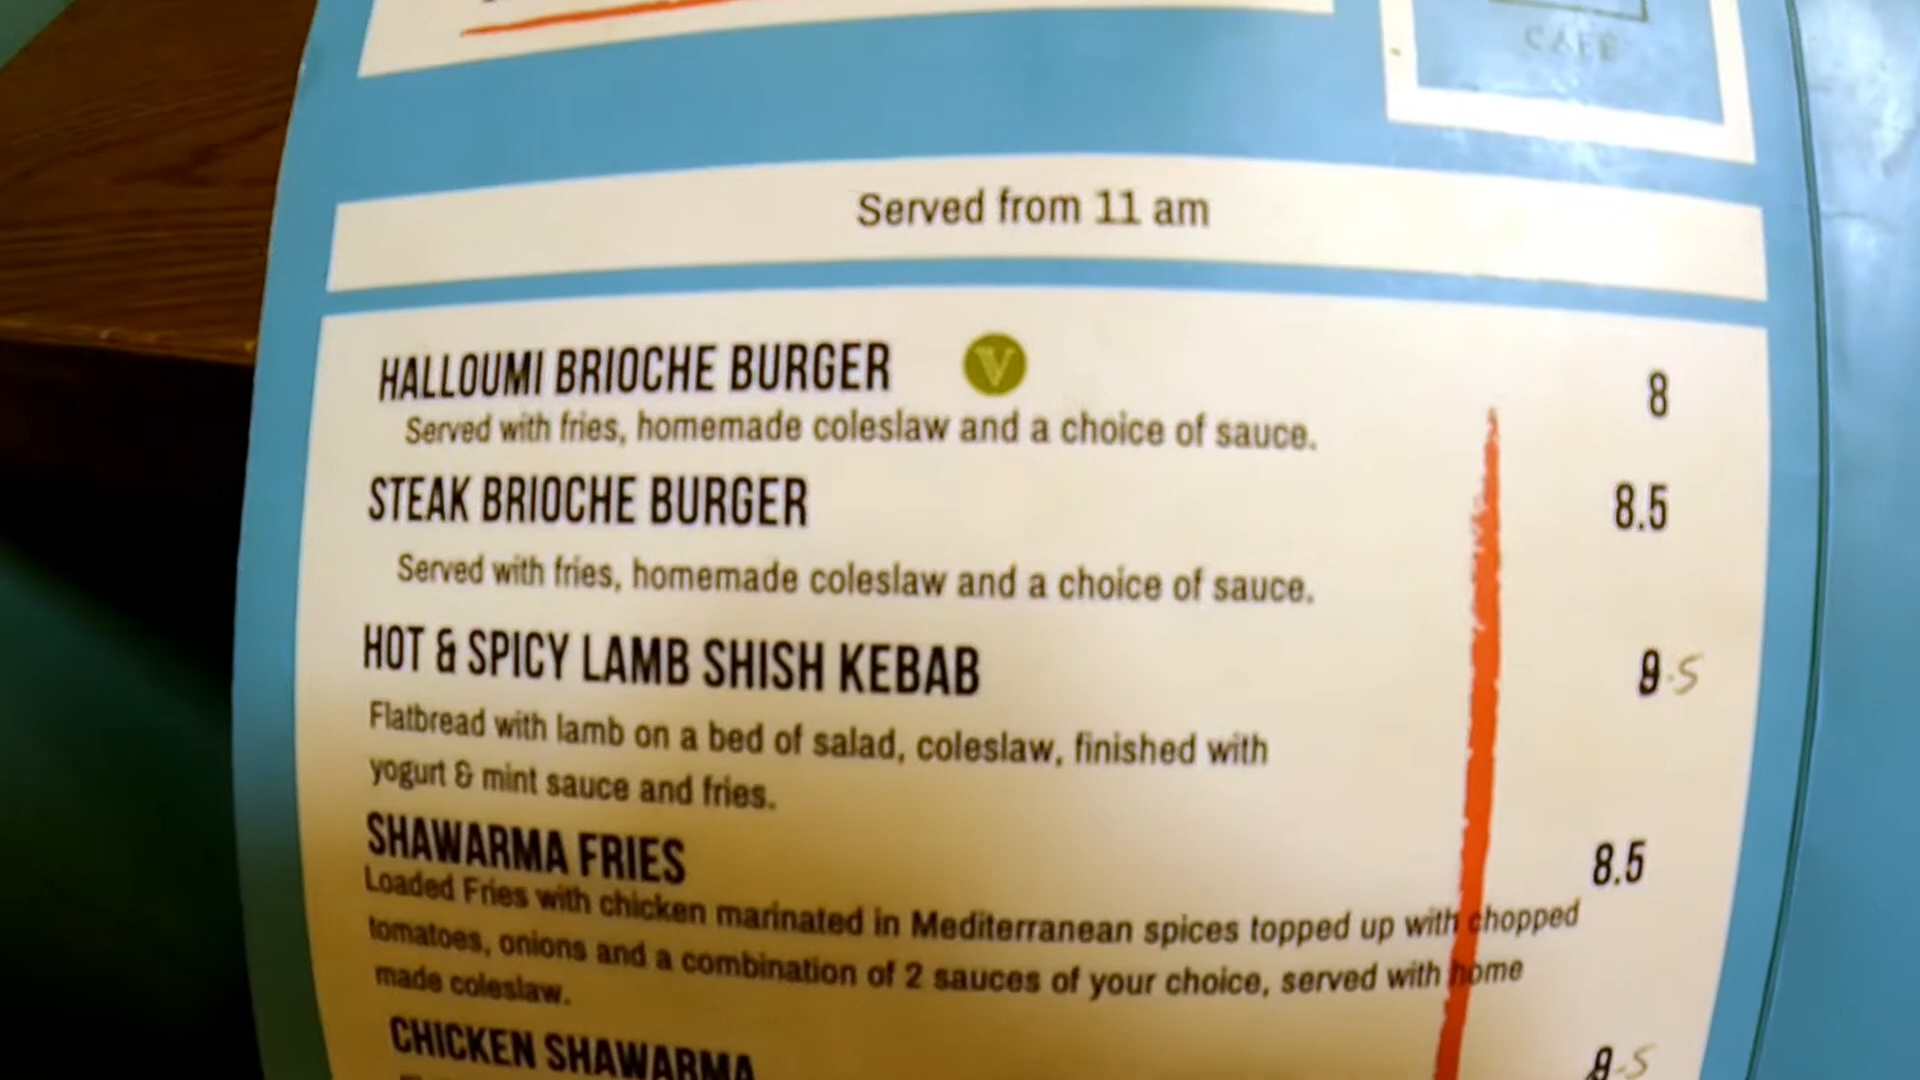 CAFE
Served from 11 am
HALLOUMI BRIOCHE BURGER V 8
Served with fries, homemade coleslaw and a choice of sauce.
STEAK BRIOCHE BURGER 8.5
Served with fries, homemade coleslaw and a choice of sauce.
HOT & SPICY LAMB SHISH KEBAB 9.5
Flatbread with lamb on a bed of salad, coleslaw, finished with
yogurt & mint sauce and fries.
SHAWARMA FRIES 8.5
Loaded Fries with chicken marinated in Mediterranean spices topped up with chopped
tomatoes, onions and a combination of 2 sauces of your choice, served with home
made coleslaw.
CHICKEN SHAWARMA 9.5